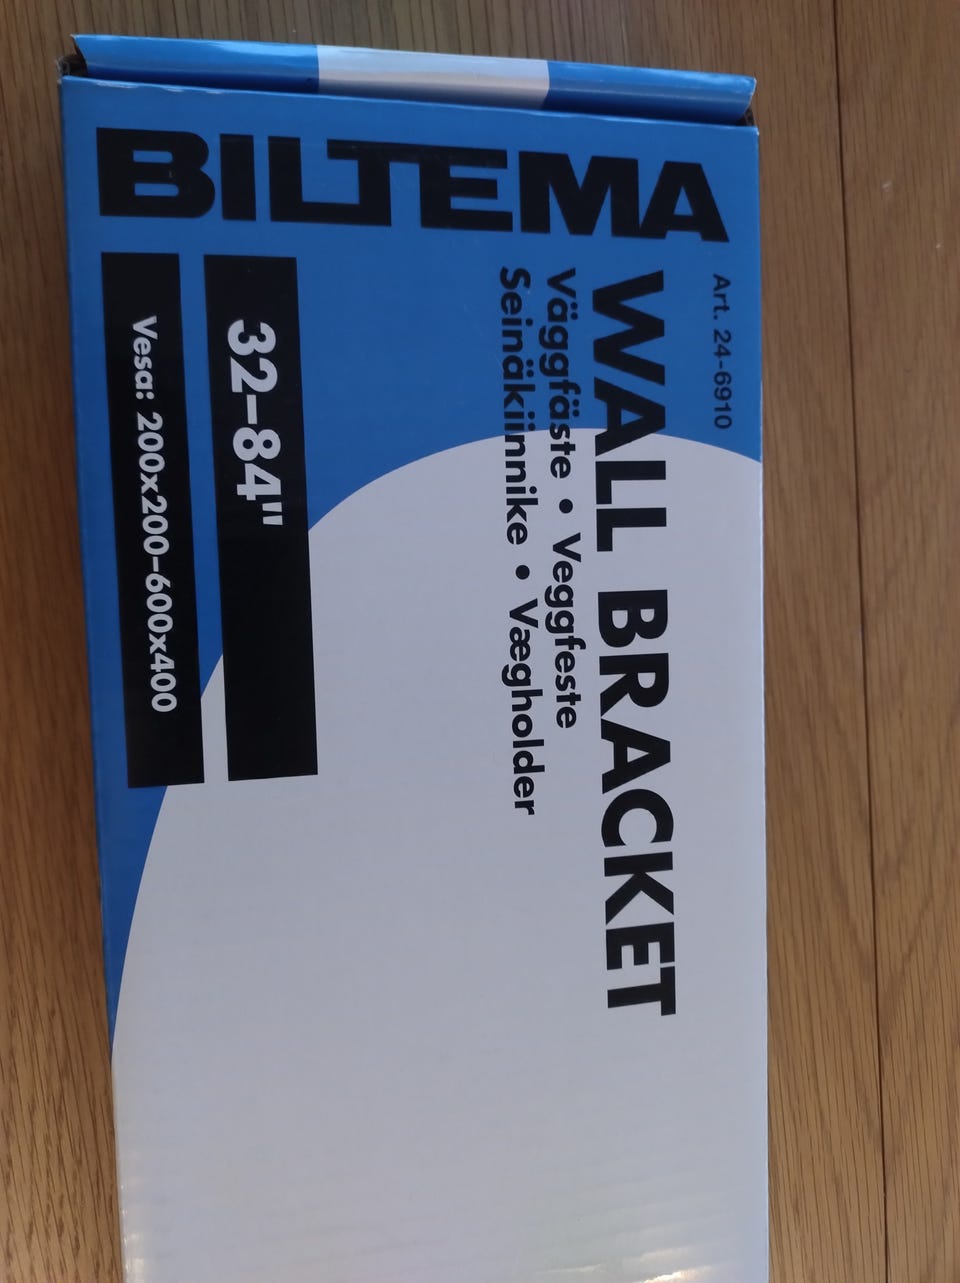 BILTEMA
Art. 24-6910
WALL BRACKET
Väggfäste • Veggfeste
Seinäkiinnike • Vægholder
32–84"
Vesa: 200x200–600x400